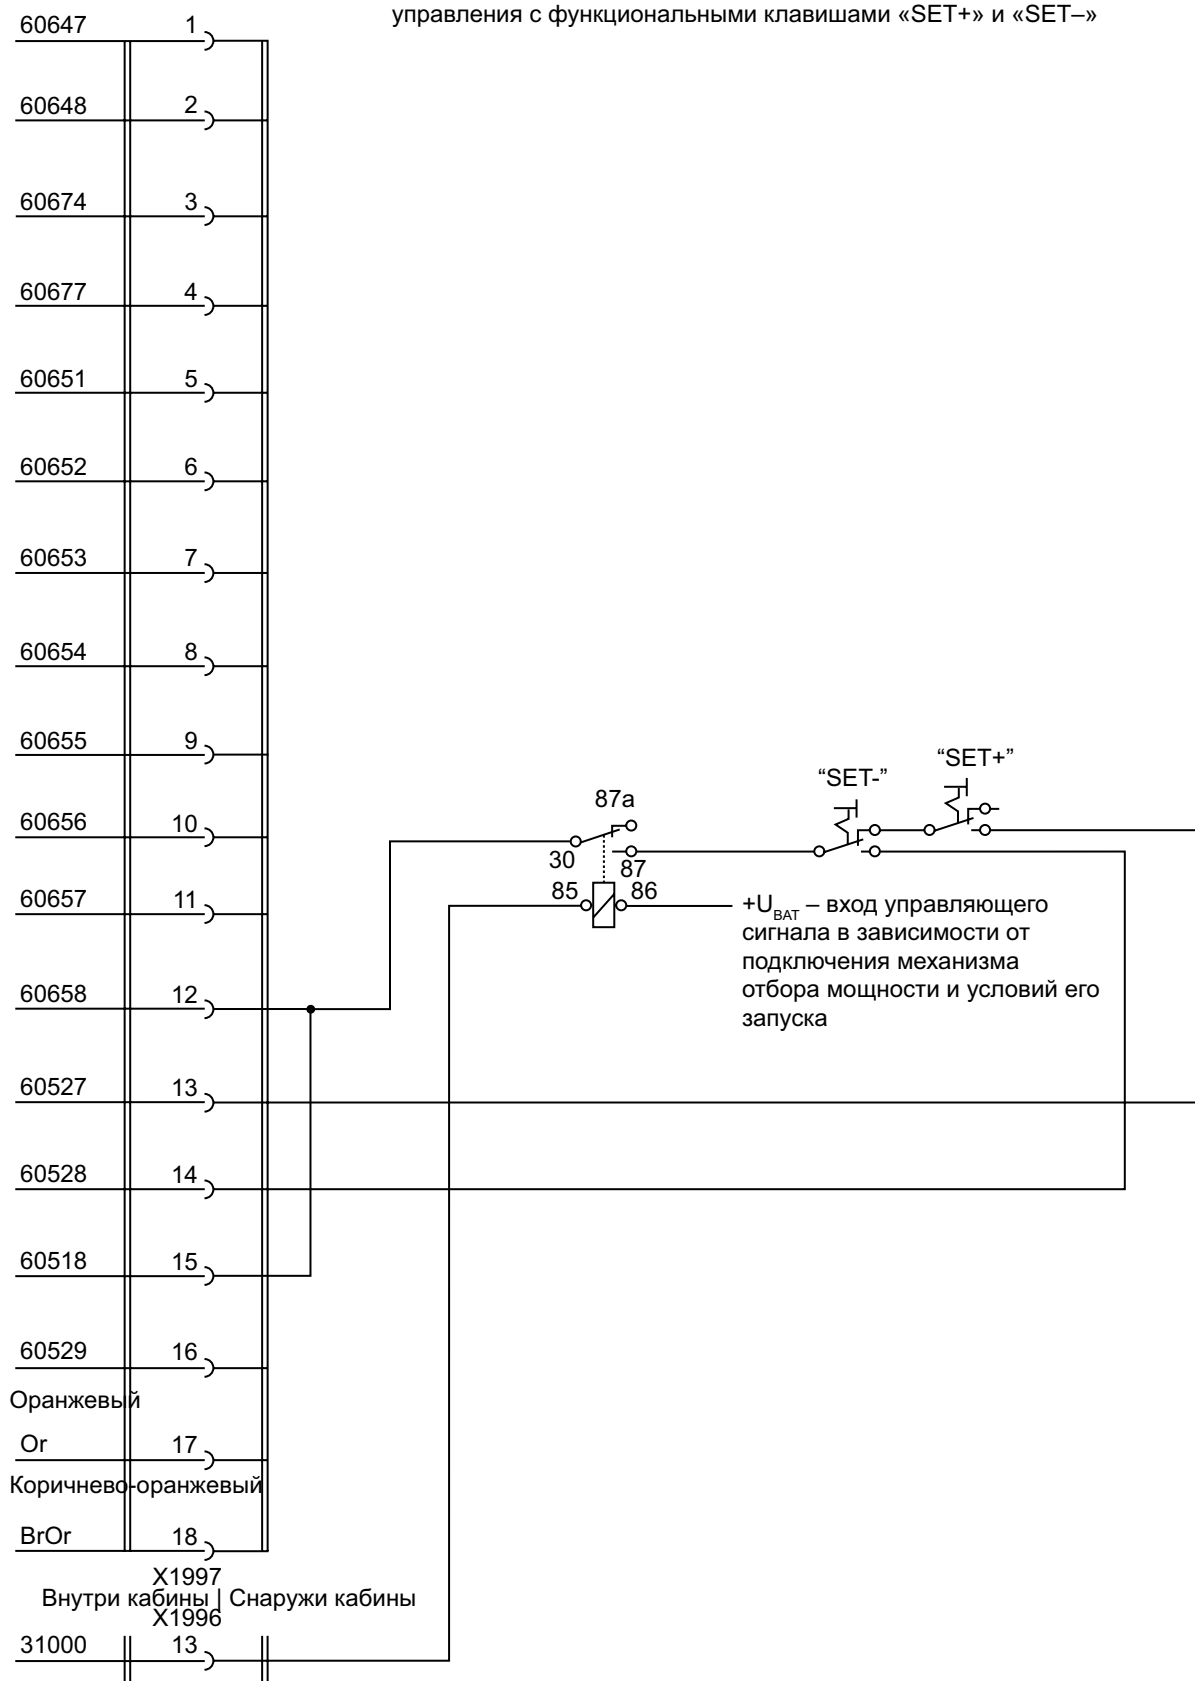 управления с функциональными клавишами «SET+» и «SET–»
60647 1
60648 2
60674 3
60677 4
60651 5
60652 6
60653 7
60654 8
60655 9
60656 10
60657 11
60658 12
60527 13
60528 14
60518 15
60529 16
Оранжевый
Or 17
Коричнево-оранжевый
BrOr 18
X1997
Внутри кабины | Снаружи кабины
X1996
31000 13
“SET+”
“SET-”
87a
30
87
85 86
+U BAT – вход управляющего
сигнала в зависимости от
подключения механизма
отбора мощности и условий его
запуска